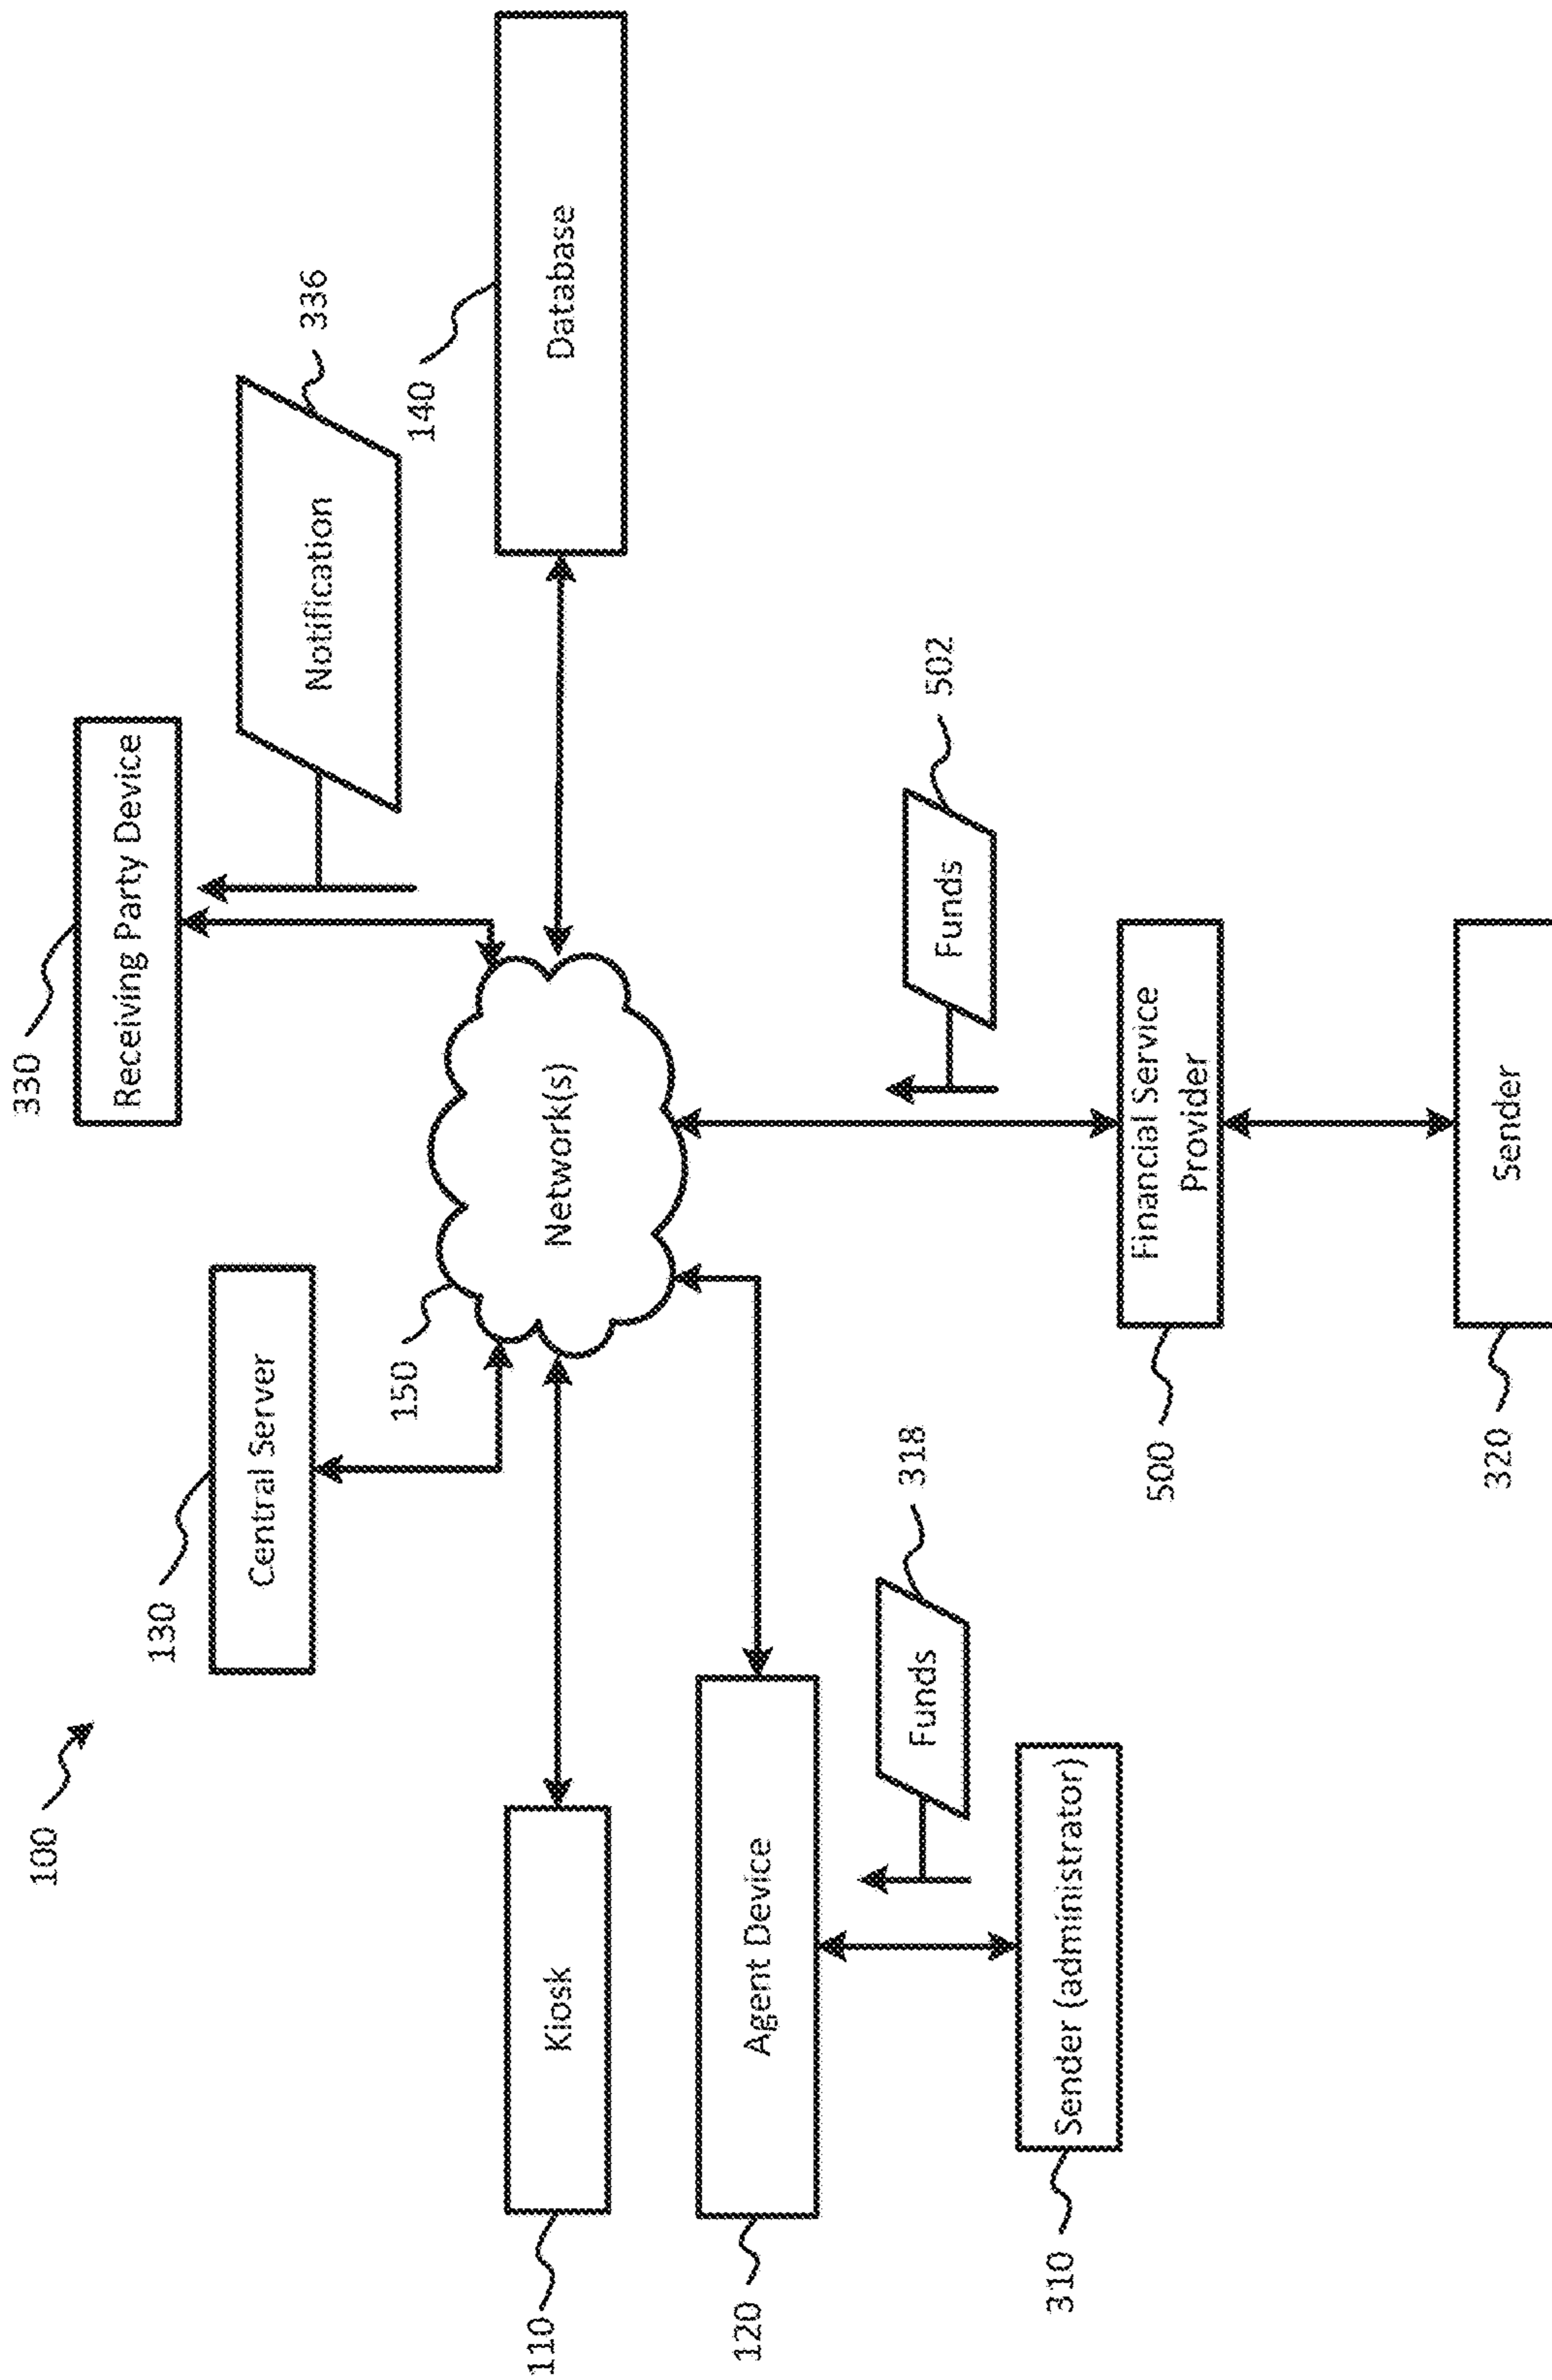 100
330
Receiving Party Device
130
Central Server
Notification
336
150
Network(s)
140
Database
110
Kiosk
120
Agent Device
Funds
318
Funds
502
310
Sender (administrator)
500
Financial Service
Provider
320
Sender